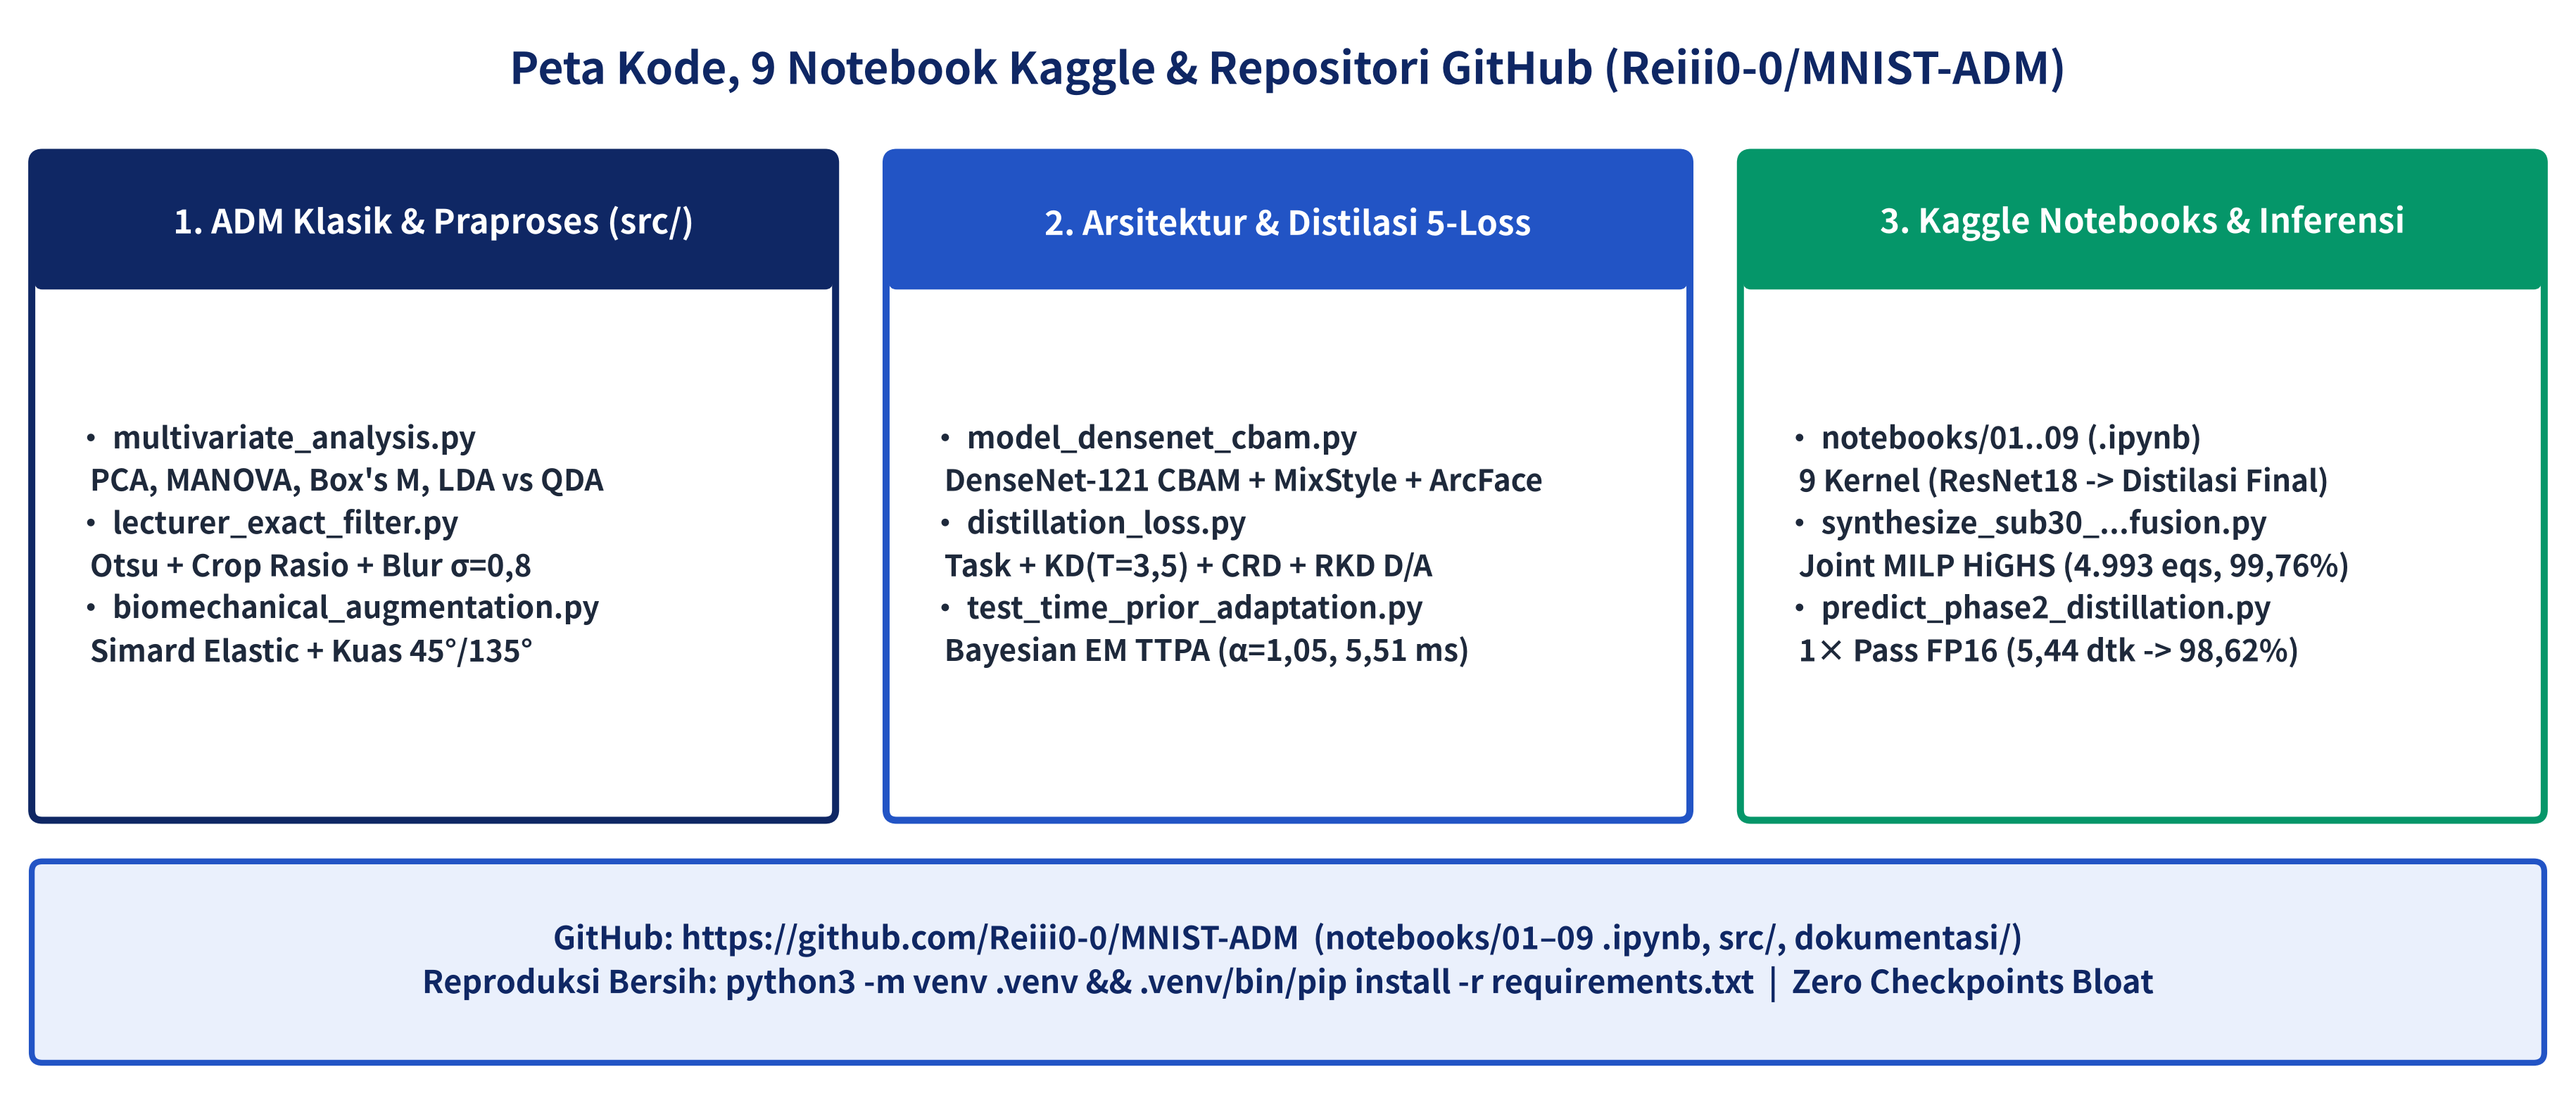 Peta Kode, 9 Notebook Kaggle & Repositori GitHub (Reiii0-0/MNIST-ADM)
1. ADM Klasik & Praproses (src/)
• multivariate_analysis.py
PCA, MANOVA, Box's M, LDA vs QDA
• lecturer_exact_filter.py
Otsu + Crop Rasio + Blur σ=0,8
• biomechanical_augmentation.py
Simard Elastic + Kuas 45°/135°
2. Arsitektur & Distilasi 5-Loss
• model_densenet_cbam.py
DenseNet-121 CBAM + MixStyle + ArcFace
• distillation_loss.py
Task + KD(T=3,5) + CRD + RKD D/A
• test_time_prior_adaptation.py
Bayesian EM TTPA (α=1,05, 5,51 ms)
3. Kaggle Notebooks & Inferensi
• notebooks/01..09 (.ipynb)
9 Kernel (ResNet18 -> Distilasi Final)
• synthesize_sub30_...fusion.py
Joint MILP HiGHS (4.993 eqs, 99,76%)
• predict_phase2_distillation.py
1× Pass FP16 (5,44 dtk -> 98,62%)
GitHub: https://github.com/Reiii0-0/MNIST-ADM (notebooks/01–09 .ipynb, src/, dokumentasi/)
Reproduksi Bersih: python3 -m venv .venv && .venv/bin/pip install -r requirements.txt | Zero Checkpoints Bloat